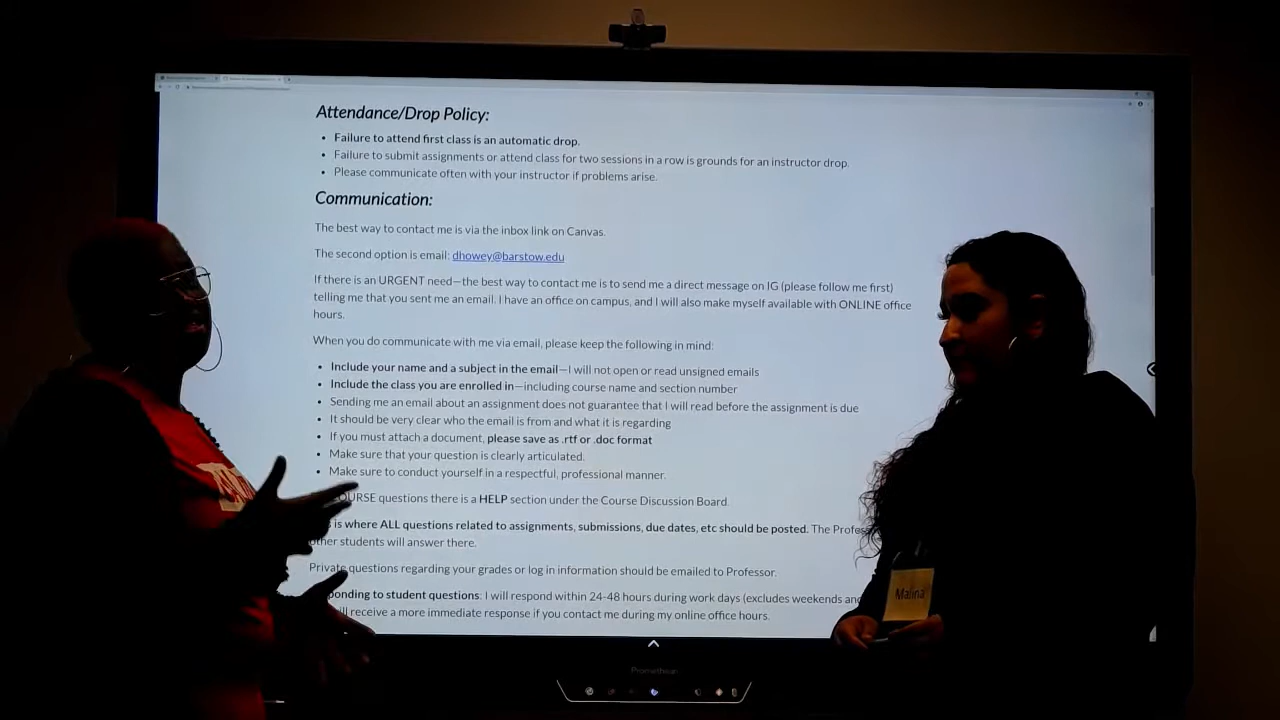 Attendance/Drop Policy:
• Failure to attend first class is an automatic drop.
• Failure to submit assignments or attend class for two sessions in a row is grounds for an instructor drop.
• Please communicate often with your instructor if problems arise.
Communication:
The best way to contact me is via the inbox link on Canvas.
The second option is email: dhowey@barstow.edu
If there is an URGENT need—the best way to contact me is to send me a direct message on IG (please follow me first)
telling me that you sent me an email. I have an office on campus, and I will also make myself available with ONLINE office
hours.
When you do communicate with me via email, please keep the following in mind:
• Include your name and a subject in the email—I will not open or read unsigned emails
• Include the class you are enrolled in—including course name and section number
• Sending me an email about an assignment does not guarantee that I will read before the assignment is due
• It should be very clear who the email is from and what it is regarding
• If you must attach a document, please save as .rtf or .doc format
• Make sure that your question is clearly articulated.
• Make sure to conduct yourself in a respectful, professional manner.
COURSE questions there is a HELP section under the Course Discussion Board.
is where ALL questions related to assignments, submissions, due dates, etc should be posted. The
other students will answer there.
Private questions regarding your grades or log in information should be emailed to Professor.
student questions: I will respond within 24-48 hours during work days (excludes weekends
receive a more immediate response if you contact me during my online office hours.
Malina
Promethean